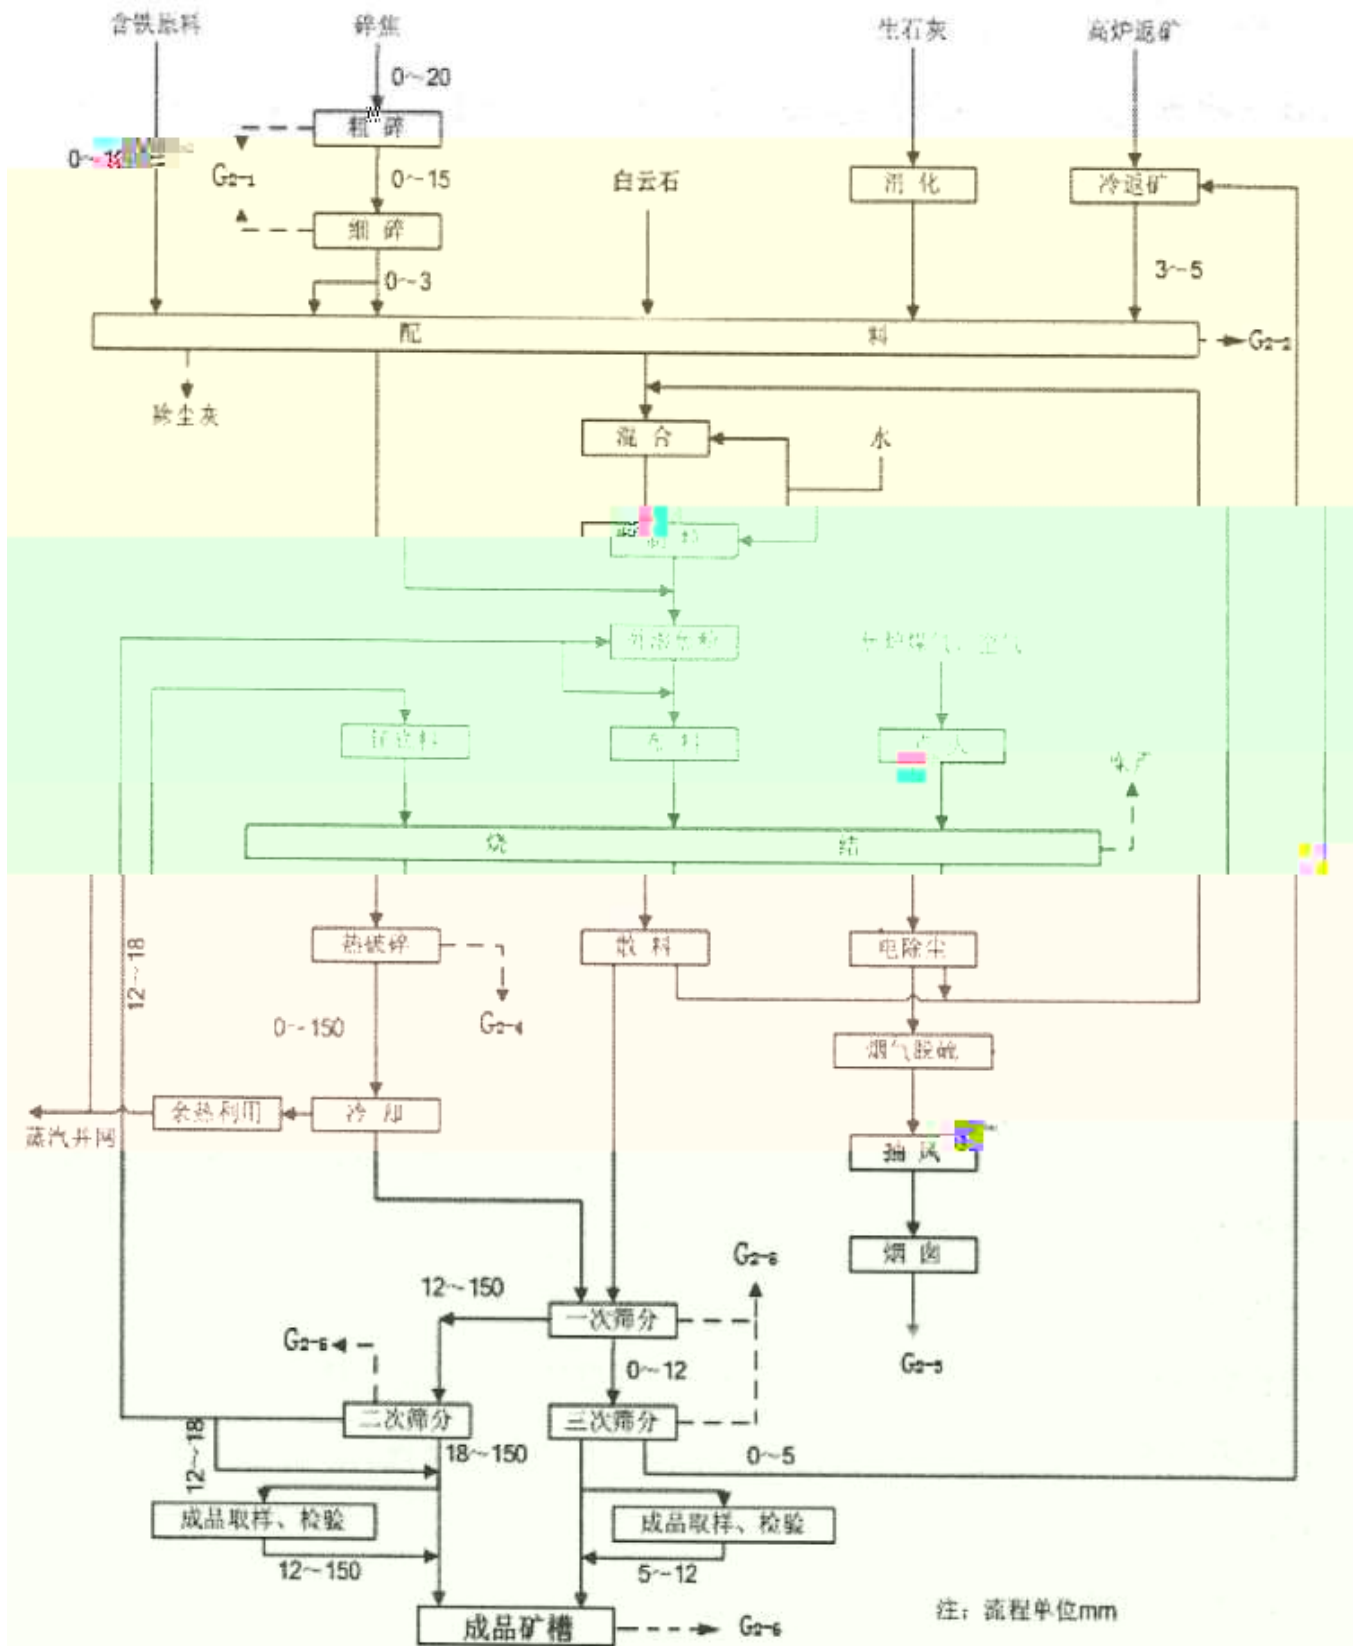 含铁原料 碎焦 生石灰 高炉返矿
0～20
粗 碎
G2-1 0～15 白云石 消 化 冷返矿
细 碎
0～3 3～5
配 料 G2-2
除尘灰
混 合 水
烧 结
12～18 热破碎 散 料 电除尘
0～150 G2-4
烟气脱硫
余热利用 冷 却
蒸汽并网
抽 风
烟 囱
G2-6
12～150
一次筛分
G2-6 0～12 G2-3
二次筛分 三次筛分
12～18 18～150 0～5
成品取样、检验 成品取样、检验
12～150 5～12
成品矿槽 G2-6
注：流程单位mm